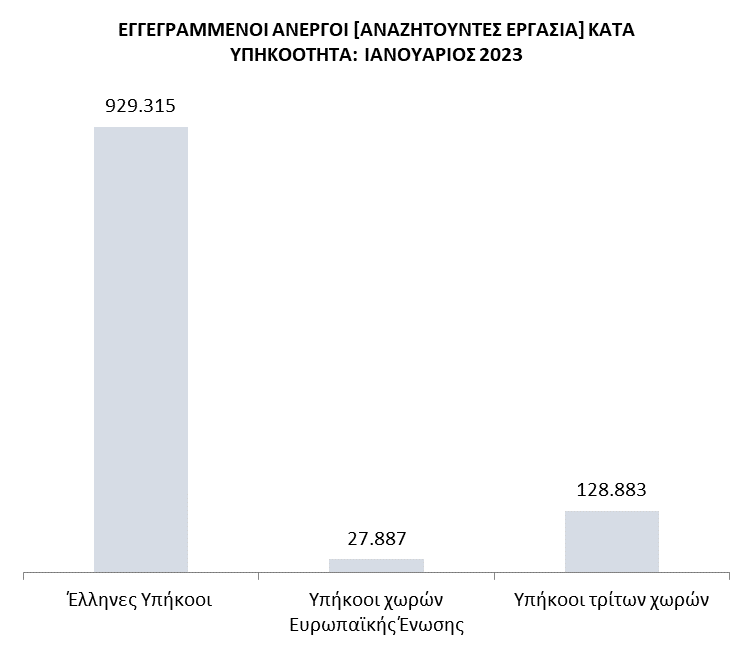 ΕΓΓΕΓΡΑΜΜΕΝΟΙ ΑΝΕΡΓΟΙ [ΑΝΑΖΗΤΟΥΝΤΕΣ ΕΡΓΑΣΙΑ] ΚΑΤΑ
ΥΠΗΚΟΟΤΗΤΑ: ΙΑΝΟΥΑΡΙΟΣ 2023
929.315
27.887
128.883
Έλληνες Υπήκοοι
Υπήκοοι χωρών
Ευρωπαϊκής Ένωσης
Υπήκοοι τρίτων χωρών